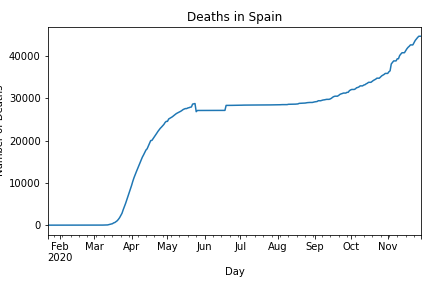 Deaths in Spain
Number of Deaths
40000
30000
20000
10000
0
Feb Mar Apr May Jun Jul Aug Sep Oct Nov
2020
Day